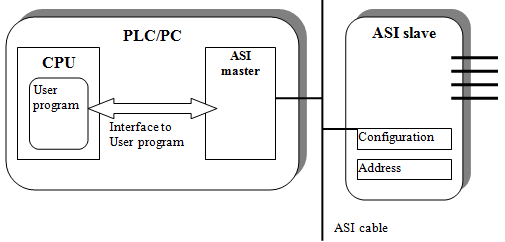 PLC/PC
CPU
User
program
Interface to
User program
ASI
master
ASI slave
Configuration
Address
ASI cable